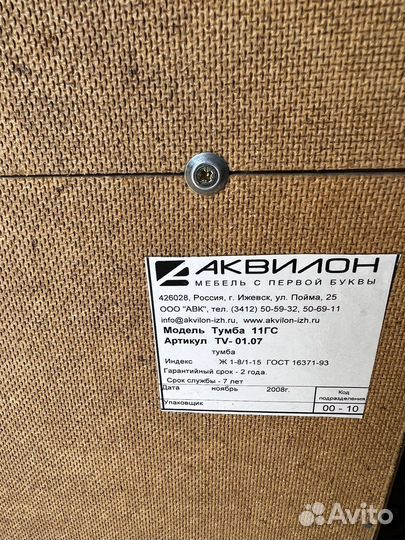 АКВИЛОН
МЕБЕЛЬ С ПЕРВОЙ БУКВЫ
426028, Россия, г. Ижевск, ул. Пойма, 25
ООО "АВК", тел. (3412) 50-59-32, 50-69-11
info@akvilon-izh.ru, www.akvilon-izh.ru
Модель Тумба 11ГС
Артикул TV- 01.07
тумба
Индекс Ж 1-8/1-15 ГОСТ 16371-93
Гарантийный срок - 2 года.
Срок службы - 7 лет
Дата ноябрь 2008г. Код
подразделения
Упаковщик 00 - 10
Avito